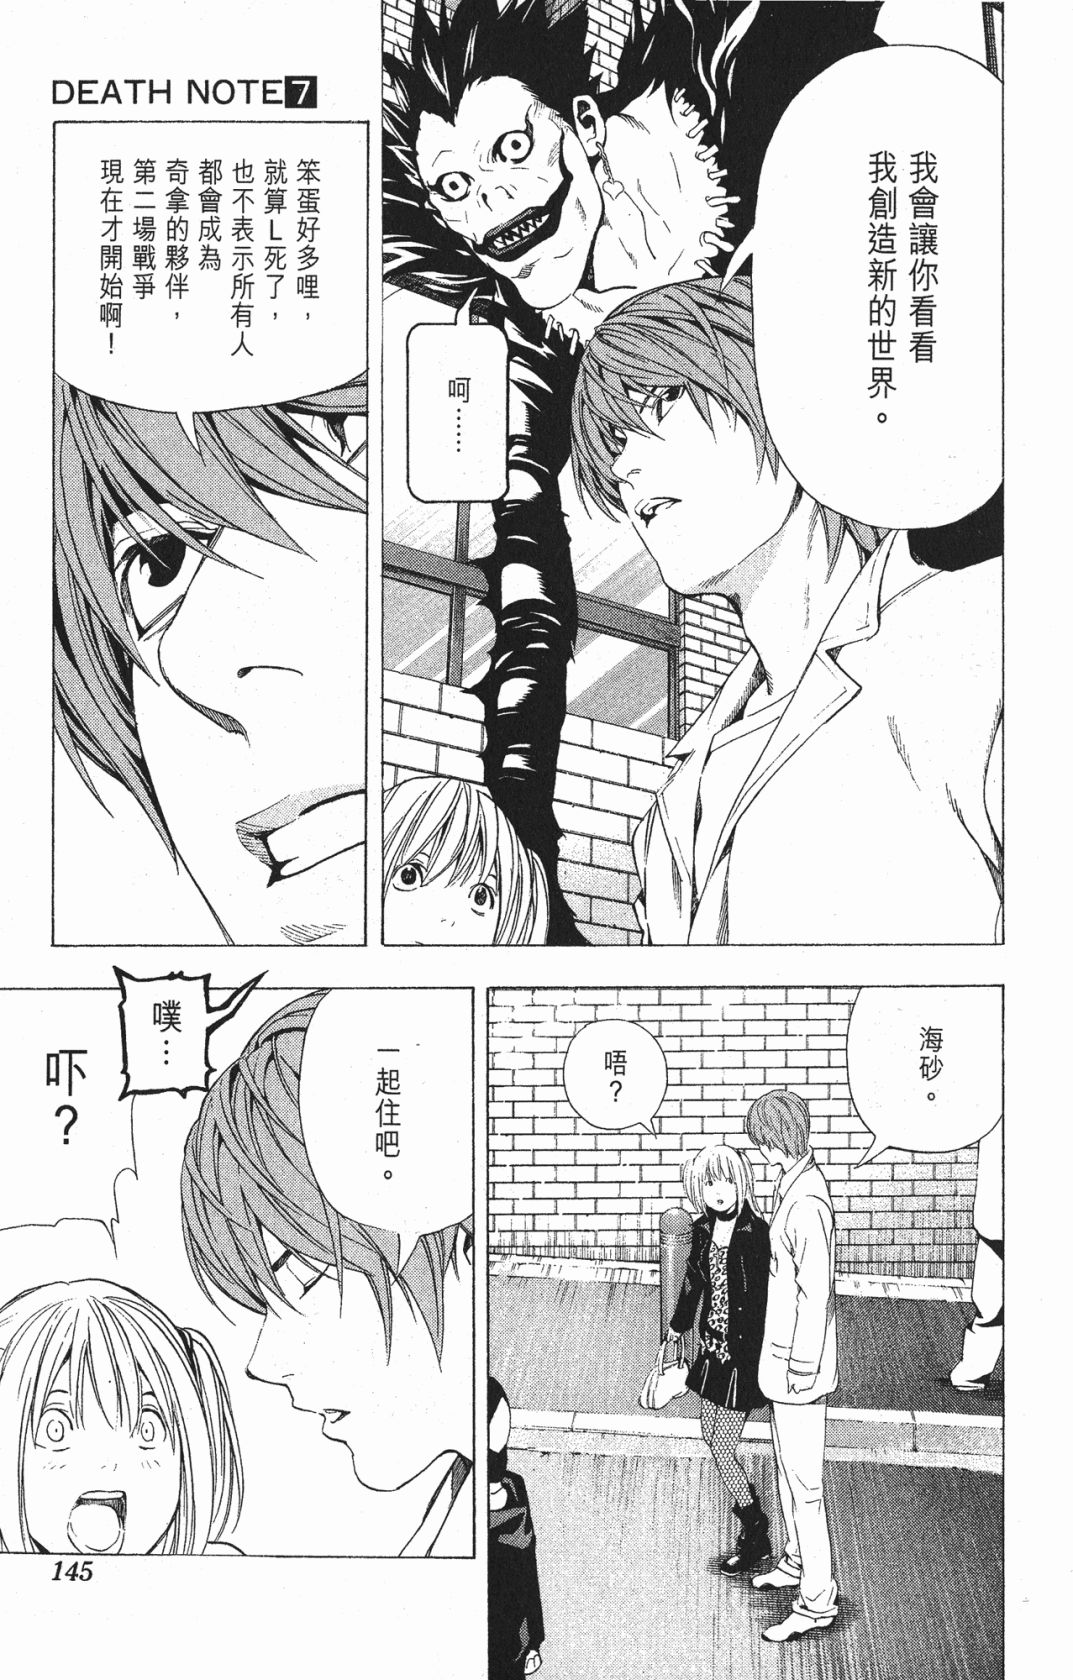 DEATH NOTE 7
我會讓你看看
我創造新的世界。
呵……
笨蛋好多哩，
就算L死了，
也不表示所有人
都會成為
奇拿的夥伴，
第二場戰爭
現在才開始啊！
海砂。
唔？
一起住吧。
噗…
吓？
145